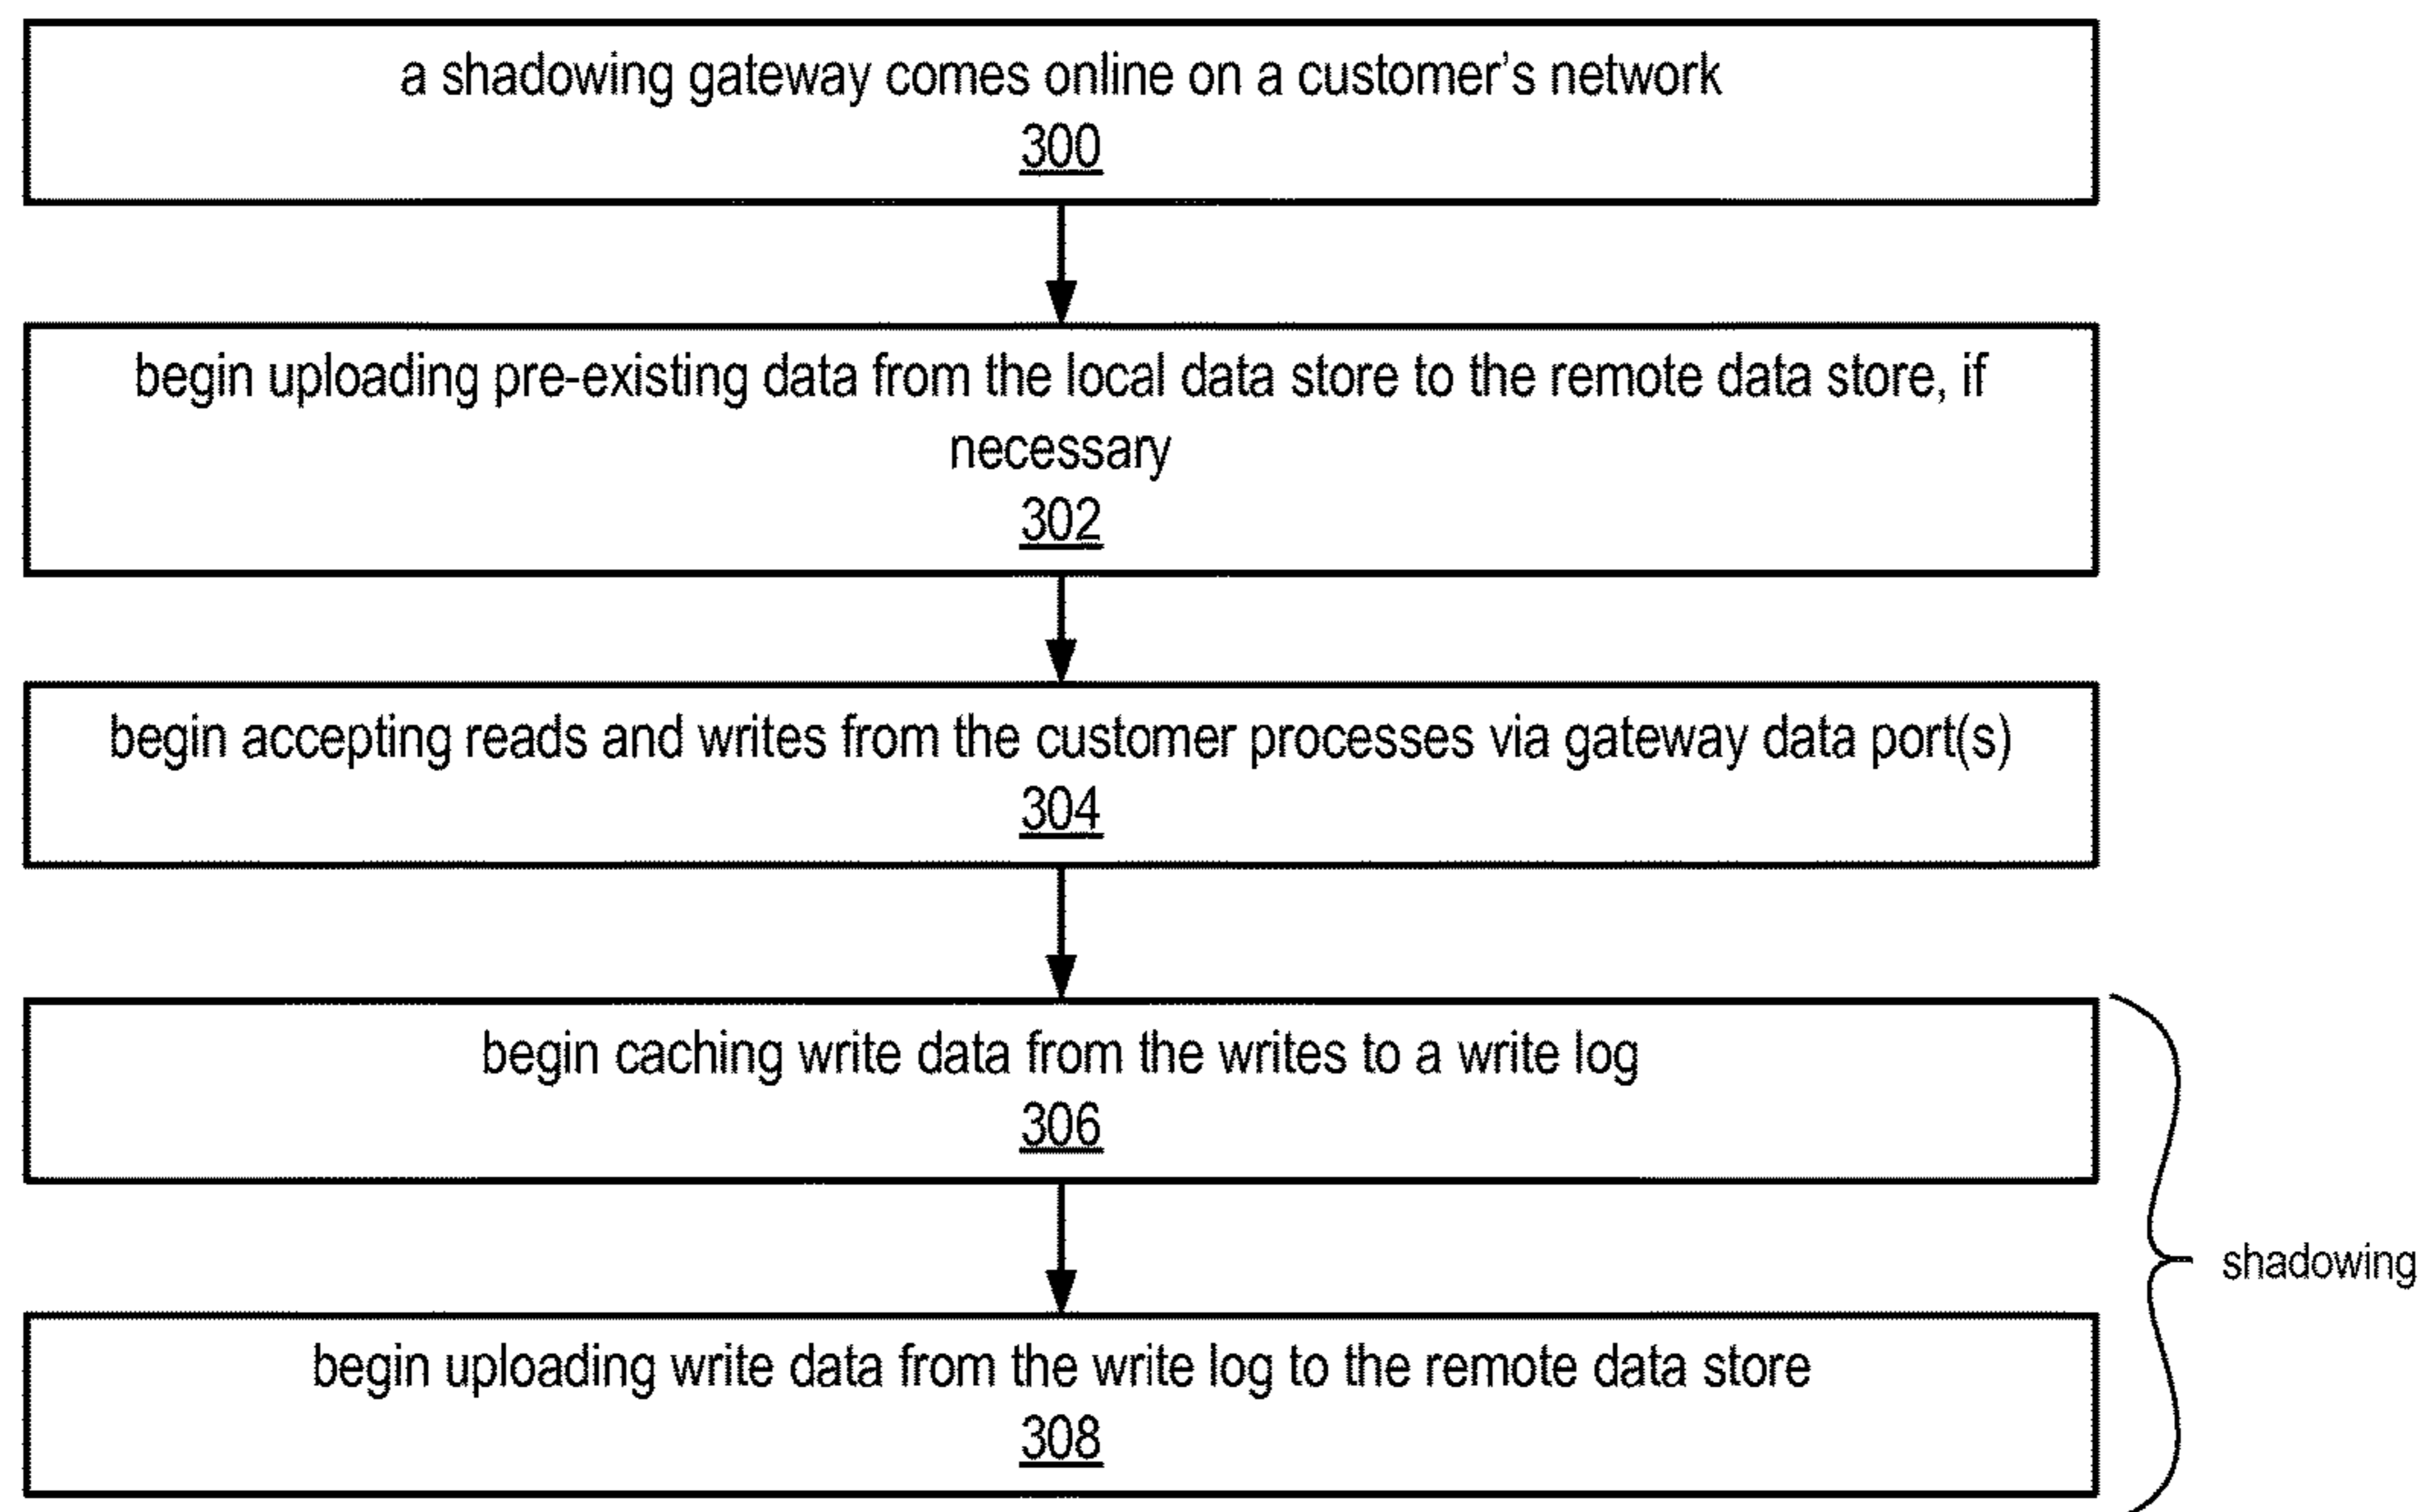 a shadowing gateway comes online on a customer's network
300
begin uploading pre-existing data from the local data store to the remote data store, if
necessary
302
begin accepting reads and writes from the customer processes via gateway data port(s)
304
begin caching write data from the writes to a write log
306
shadowing
begin uploading write data from the write log to the remote data store
308